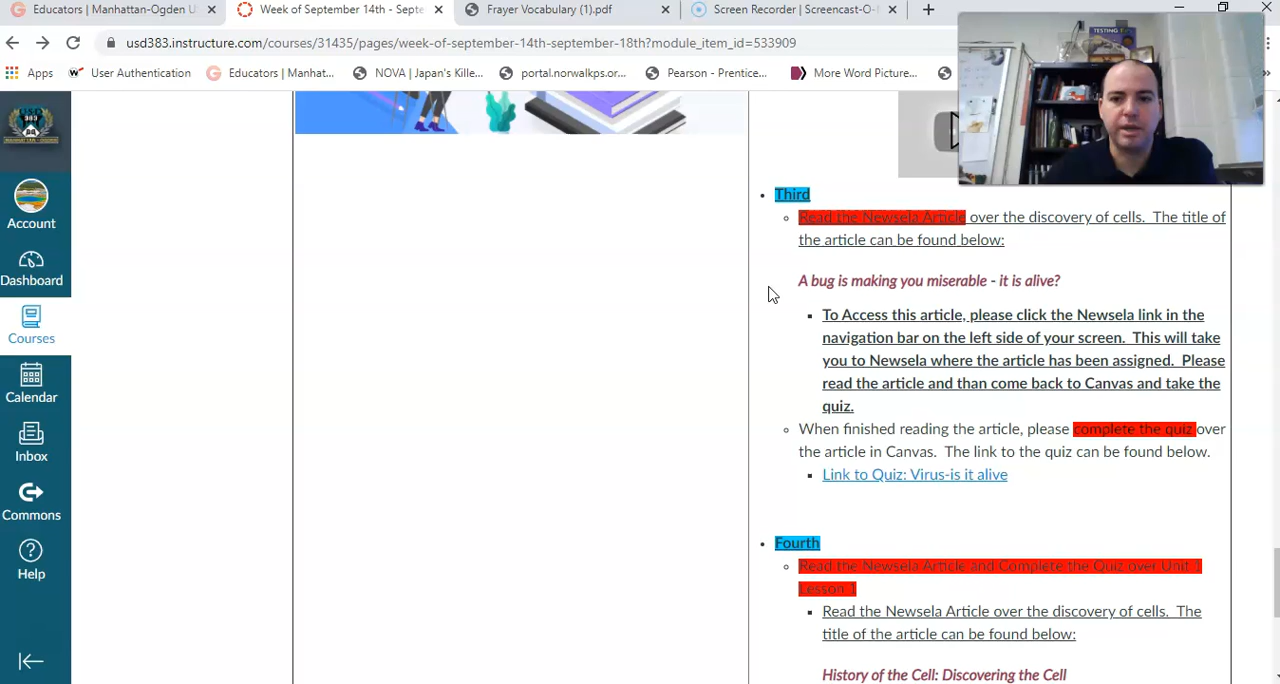 Educators | Manhattan-Ogden U
Week of September 14th - Septe
Frayer Vocabulary (1).pdf
Screen Recorder | Screencast-O-
usd383.instructure.com/courses/31435/pages/week-of-september-14th-september-18th?module_item_id=533909
Apps
User Authentication
Educators | Manhat...
NOVA | Japan's Kille...
portal.norwalkps.or...
Pearson - Prentice...
More Word Picture...
TESTING
383
Account
Dashboard
Courses
Calendar
Inbox
Commons
Help
Third
Read the Newsela Article over the discovery of cells. The title of
the article can be found below:
A bug is making you miserable - it is alive?
To Access this article, please click the Newsela link in the
navigation bar on the left side of your screen. This will take
you to Newsela where the article has been assigned. Please
read the article and than come back to Canvas and take the
quiz.
When finished reading the article, please complete the quiz over
the article in Canvas. The link to the quiz can be found below.
Link to Quiz: Virus-is it alive
Fourth
Read the Newsela Article and Complete the Quiz over Unit 1
Lesson 1
Read the Newsela Article over the discovery of cells. The
title of the article can be found below:
History of the Cell: Discovering the Cell